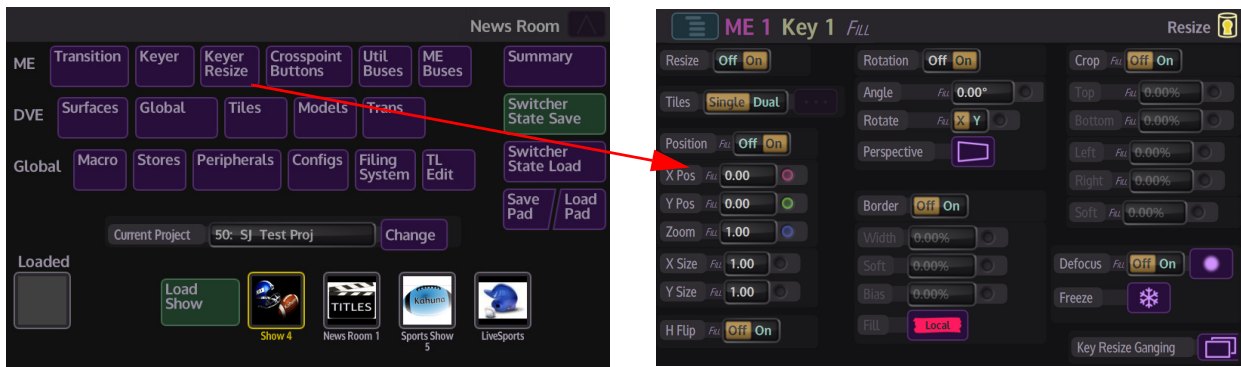 News Room
ME Transition Keyer Keyer Resize Crosspoint Buttons Util Buses ME Buses Summary
DVE Surfaces Global Tiles Models Trans Switcher State Save
Global Macro Stores Peripherals Configs Filing System TL Edit Switcher State Load
Save Pad Load Pad
Current Project 50: SJ Test Proj Change
Loaded
Load Show
TITLES
Kahuna
Show 4 News Room 1 Sports Show 5 LiveSports
ME 1 Key 1 FILL Resize
Resize Off On
Tiles Single Dual
Position FILL Off On
X Pos FILL 0.00
Y Pos FILL 0.00
Zoom FILL 1.00
X Size FILL 1.00
Y Size FILL 1.00
H Flip FILL Off On
Rotation Off On
Angle FILL 0.00°
Rotate FILL X Y
Perspective
Border Off On
Width 0.00%
Soft 0.00%
Bias 0.00%
Fill Local
Crop FILL Off On
Top FILL 0.00%
Bottom FILL 0.00%
Left FILL 0.00%
Right FILL 0.00%
Soft FILL 0.00%
Defocus FILL Off On
Freeze
Key Resize Ganging